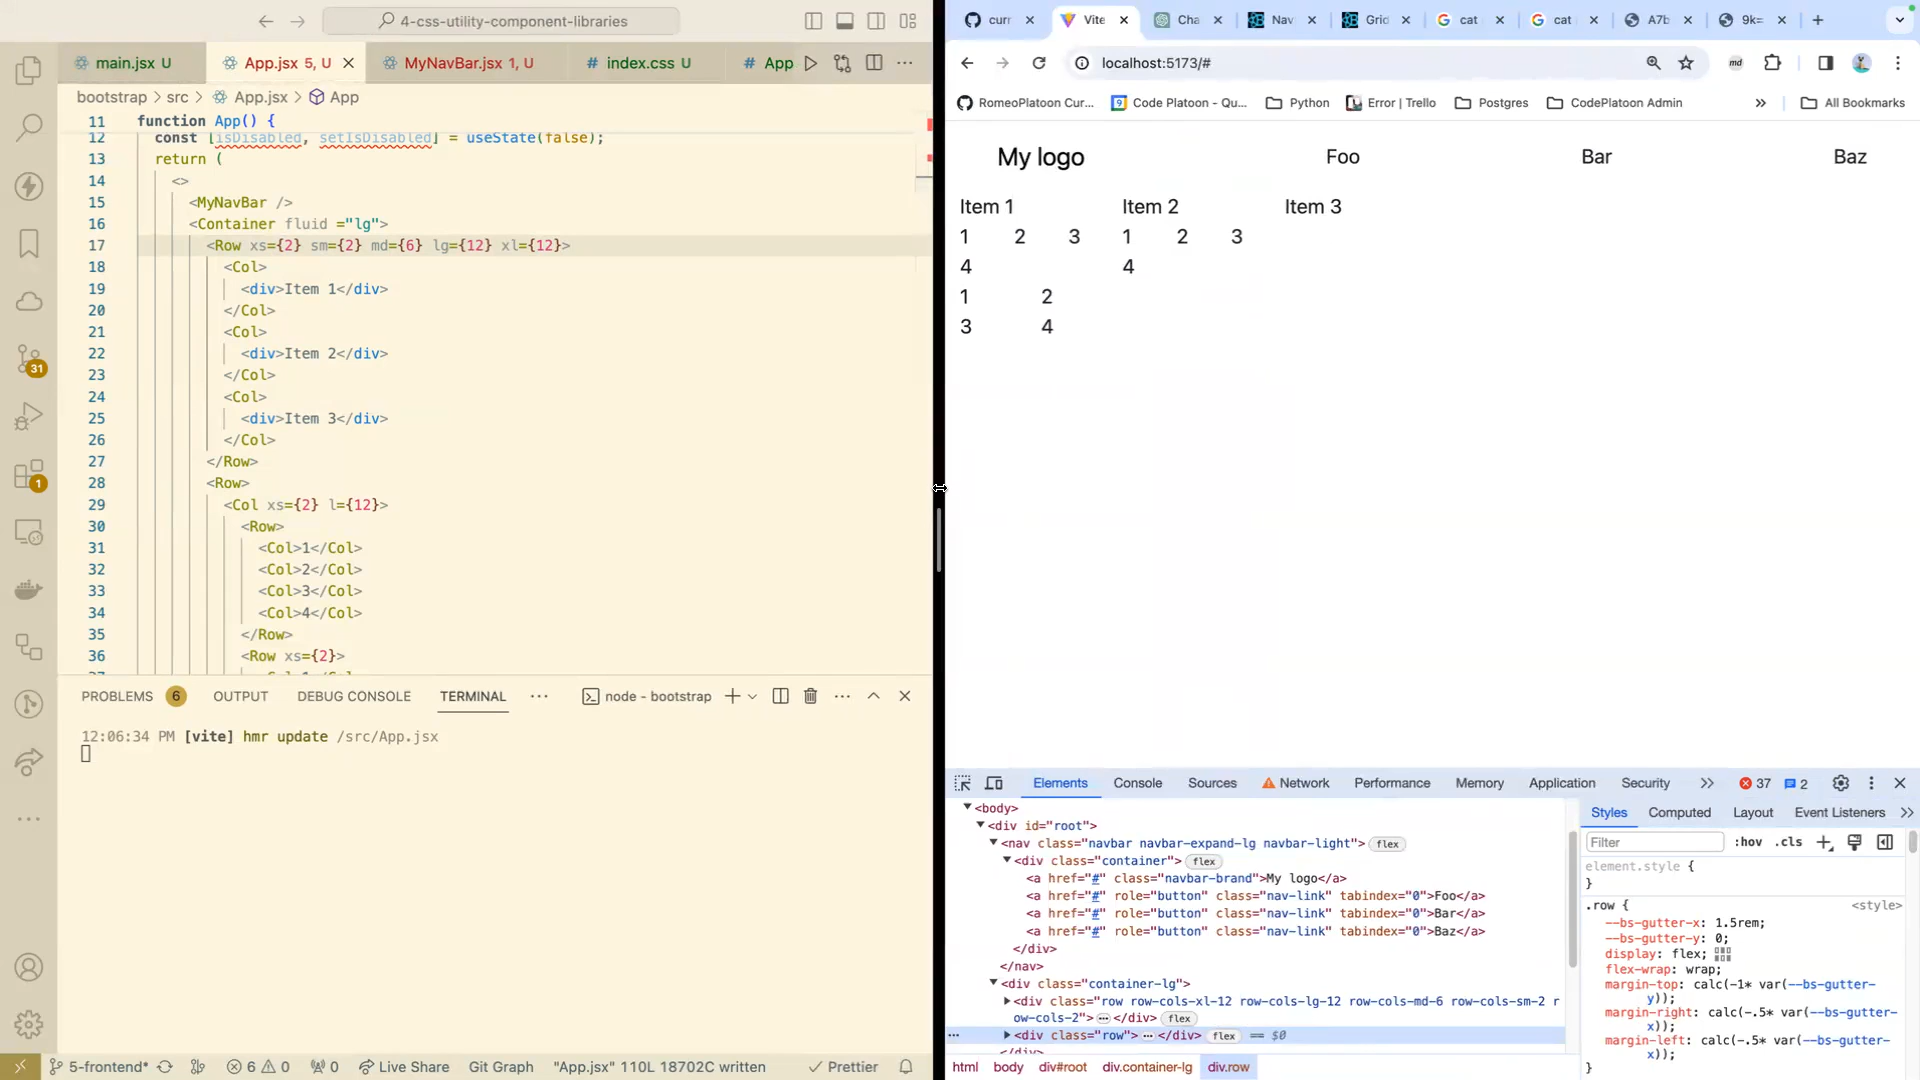 4-css-utility-component-libraries
main.jsx U
App.jsx 5, U
MyNavBar.jsx 1, U
# index.css U
# App
bootstrap > src > App.jsx > App
11 function App() {
12 const [isDisabled, setIsDisabled] = useState(false);
13 return (
14 <>
15 <MyNavBar />
16 <Container fluid ="lg">
17 <Row xs={2} sm={2} md={6} lg={12} xl={12}>
18 <Col>
19 <div>Item 1</div>
20 </Col>
21 <Col>
22 <div>Item 2</div>
23 </Col>
24 <Col>
25 <div>Item 3</div>
26 </Col>
27 </Row>
28 <Row>
29 <Col xs={2} l={12}>
30 <Row>
31 <Col>1</Col>
32 <Col>2</Col>
33 <Col>3</Col>
34 <Col>4</Col>
35 </Row>
36 <Row xs={2}>
31
1
PROBLEMS 6 OUTPUT DEBUG CONSOLE TERMINAL ··· node - bootstrap
12:06:34 PM [vite] hmr update /src/App.jsx
5-frontend* 6 0 0 Live Share Git Graph "App.jsx" 110L 18702C written Prettier
curr
Vite
Cha
Nav
Grid
cat
cat
A7b
9k=
localhost:5173/#
md
RomeoPlatoon Cur...
Code Platoon - Qu...
Python
Error | Trello
Postgres
CodePlatoon Admin
»
All Bookmarks
My logo Foo Bar Baz
Item 1 Item 2 Item 3
1 2 3 1 2 3
4 4
1 2
3 4
Elements Console Sources Network Performance Memory Application Security » 37 2
<body>
<div id="root">
<nav class="navbar navbar-expand-lg navbar-light"> flex
<div class="container"> flex
<a href="#" class="navbar-brand">My logo</a>
<a href="#" role="button" class="nav-link" tabindex="0">Foo</a>
<a href="#" role="button" class="nav-link" tabindex="0">Bar</a>
<a href="#" role="button" class="nav-link" tabindex="0">Baz</a>
</div>
</nav>
<div class="container-lg">
<div class="row row-cols-xl-12 row-cols-lg-12 row-cols-md-6 row-cols-sm-2 r
ow-cols-2"> ··· </div> flex
··· <div class="row"> ··· </div> flex == $0
html body div#root div.container-lg div.row
Styles Computed Layout Event Listeners »
Filter :hov .cls +
element.style {
}
.row { <style>
--bs-gutter-x: 1.5rem;
--bs-gutter-y: 0;
display: flex;
flex-wrap: wrap;
margin-top: calc(-1* var(--bs-gutter-
y));
margin-right: calc(-.5* var(--bs-gutter-
x));
margin-left: calc(-.5* var(--bs-gutter-
x));
}